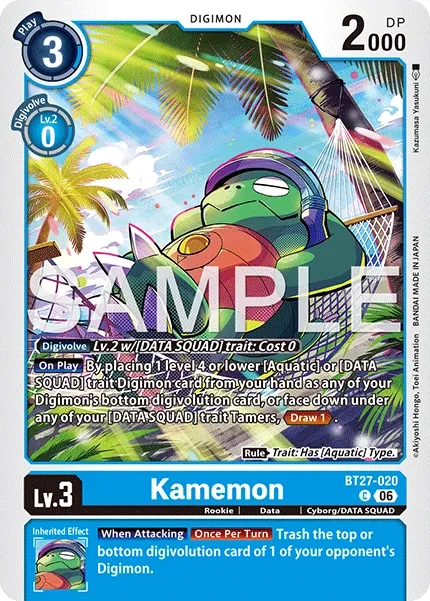 DIGIMON
Play
3
2000
DP
Digivolve
Lv.2
0
Kazumasa Yasukuni
SAMPLE
©Akiyoshi Hongo, Toei Animation BANDAI MADE IN JAPAN
Digivolve Lv.2 w/[DATA SQUAD] trait: Cost 0
On Play By placing 1 level 4 or lower [Aquatic] or [DATA
SQUAD] trait Digimon card from your hand as any of your
Digimon's bottom digivolution card, or face down under
any of your [DATA SQUAD] trait Tamers, Draw 1.
Rule Trait: Has [Aquatic] Type.
Lv.3
Kamemon
BT27-020
C 06
Rookie | Data | Cyborg/DATA SQUAD
Inherited Effect
When Attacking Once Per Turn Trash the top or
bottom digivolution card of 1 of your opponent's
Digimon.